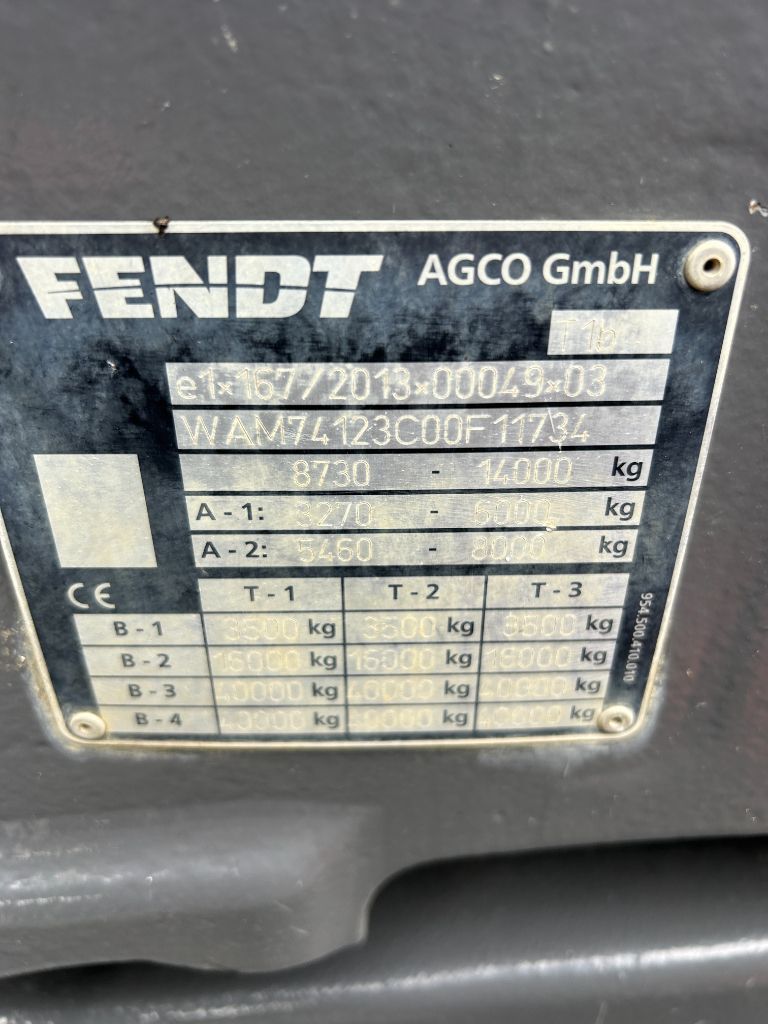 FENDT AGCO GmbH
T1b
e1*167/2013*00049*03
WAM74123C00F11734
8730 - 14000 kg
A - 1: 3270 - 6000 kg
A - 2: 5460 - 8000 kg
CE T - 1 T - 2 T - 3
B - 1 3500 kg 3500 kg 3500 kg
B - 2 16000 kg 16000 kg 16000 kg
B - 3 40000 kg 40000 kg 40000 kg
B - 4 40000 kg 40000 kg 40000 kg
954.500.410.010